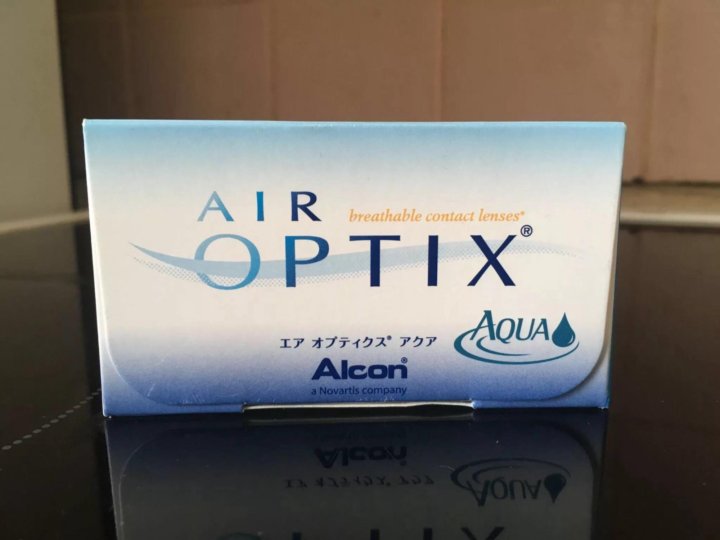 AIR
breathable contact lenses*
OPTIX®
AQUA
エア オプティクス® アクア
Alcon®
a Novartis company